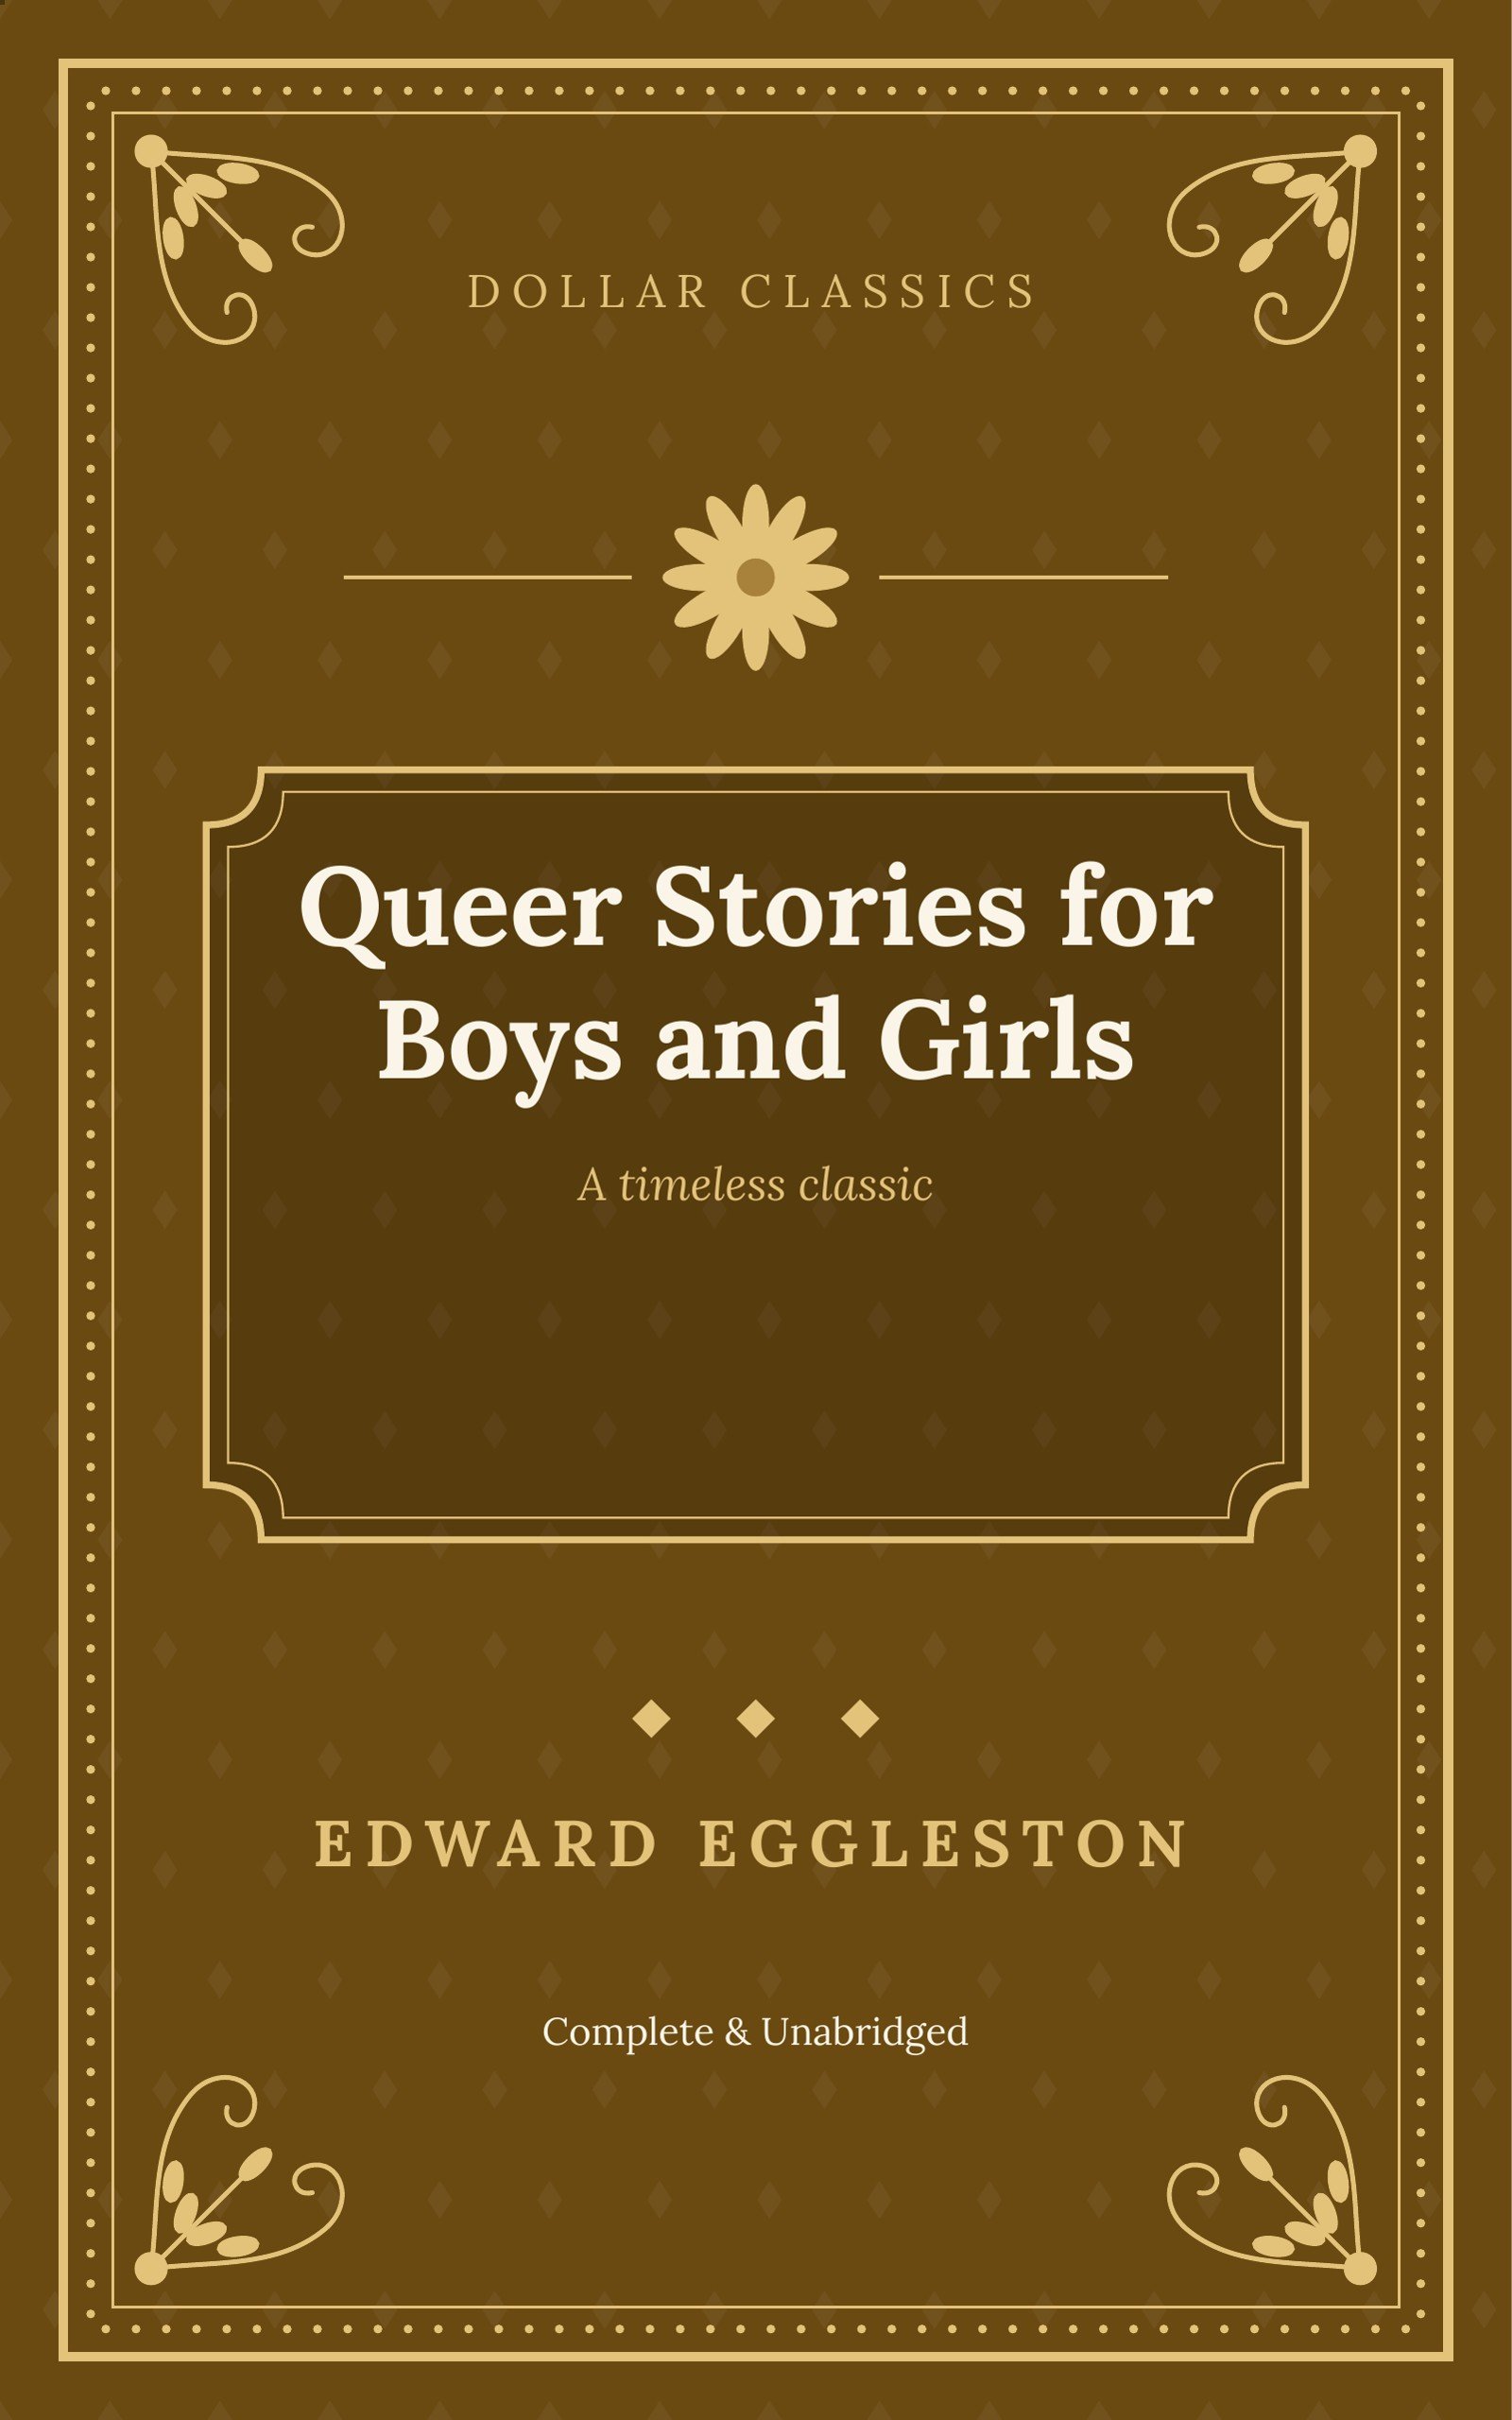 DOLLAR CLASSICS
Queer Stories for
Boys and Girls
A timeless classic
EDWARD EGGLESTON
Complete & Unabridged